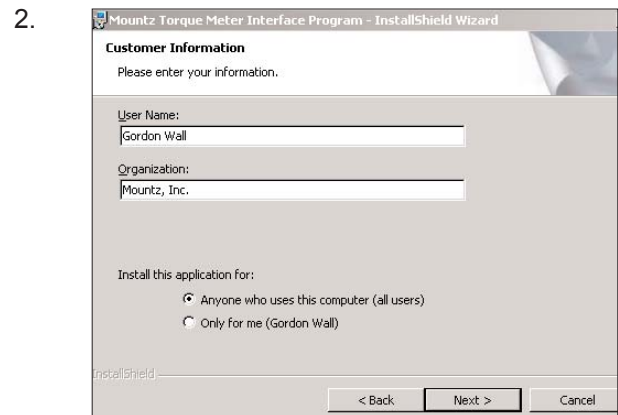 2.
Mountz Torque Meter Interface Program - InstallShield Wizard
Customer Information
Please enter your information.
User Name:
Gordon Wall
Organization:
Mountz, Inc.
Install this application for:
Anyone who uses this computer (all users)
Only for me (Gordon Wall)
InstallShield
< Back Next > Cancel